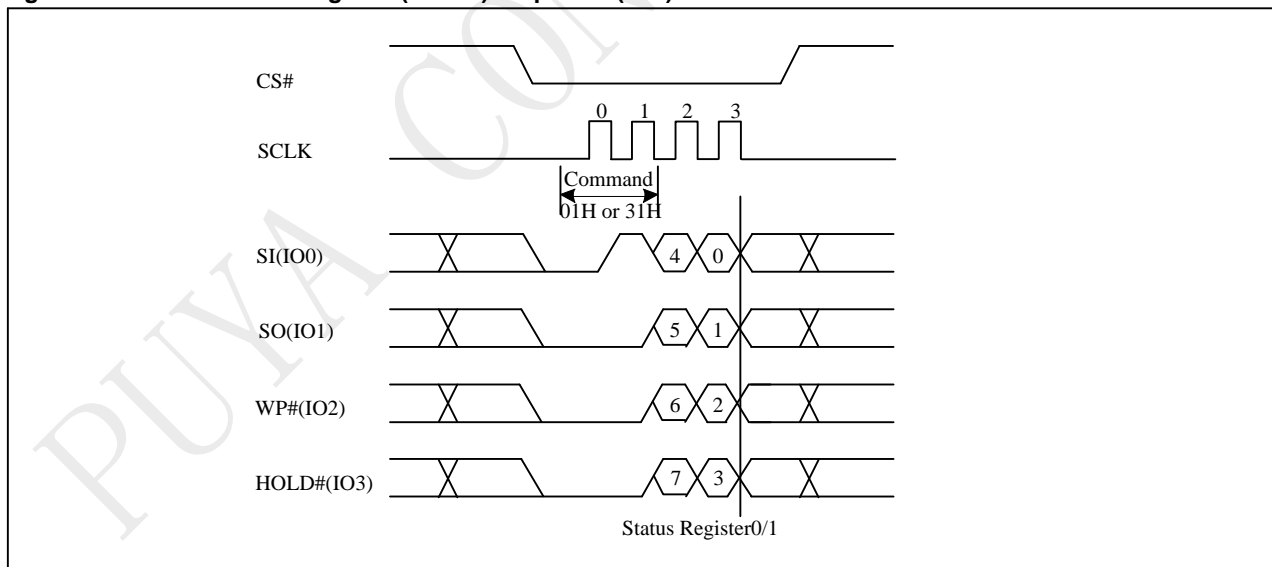 CS#
0 1 2 3
SCLK
Command
01H or 31H
SI(IO0)
4 0
SO(IO1)
5 1
WP#(IO2)
6 2
HOLD#(IO3)
7 3
Status Register0/1
PUYA